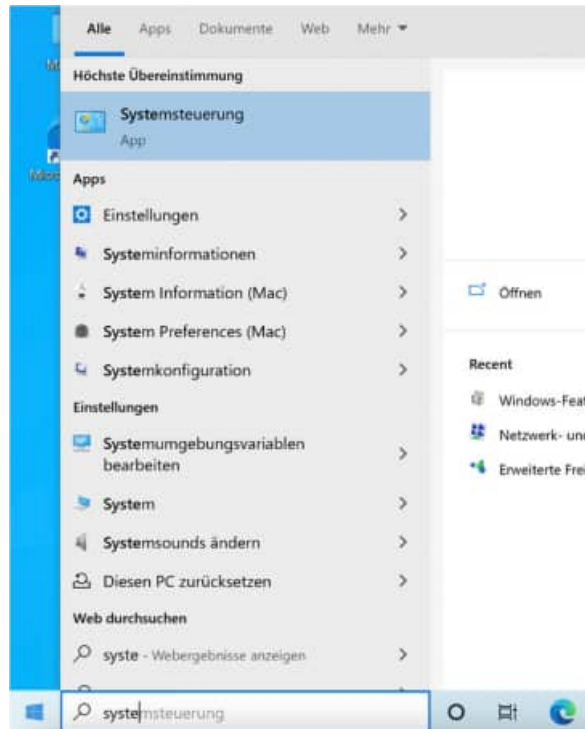 Alle Apps Dokumente Web Mehr
Höchste Übereinstimmung
Systemsteuerung
App
Apps
Einstellungen
Systeminformationen
System Information (Mac)
System Preferences (Mac)
Systemkonfiguration
Einstellungen
Systemumgebungsvariablen
bearbeiten
System
Systemsounds ändern
Diesen PC zurücksetzen
Web durchsuchen
syste - Webergebnisse anzeigen
systemsteuerung
Öffnen
Recent
Windows-Feat
Netzwerk- und
Erweiterte Frei